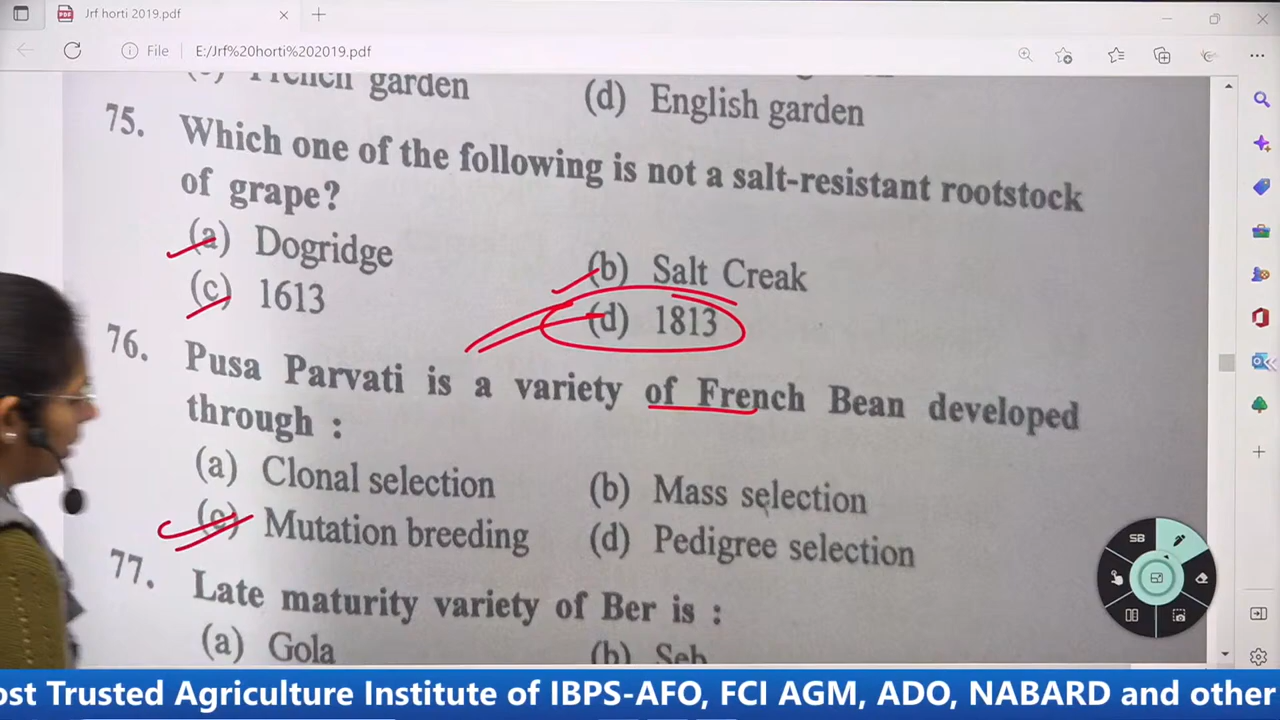 Jrf horti 2019.pdf
File E:/Jrf%20horti%202019.pdf
French garden (d) English garden
75. Which one of the following is not a salt-resistant rootstock
of grape?
(a) Dogridge (b) Salt Creak
(c) 1613 (d) 1813
76. Pusa Parvati is a variety of French Bean developed
through :
(a) Clonal selection (b) Mass selection
(c) Mutation breeding (d) Pedigree selection
77. Late maturity variety of Ber is :
(a) Gola (b) Seb
SB
ost Trusted Agriculture Institute of IBPS-AFO, FCI AGM, ADO, NABARD and other